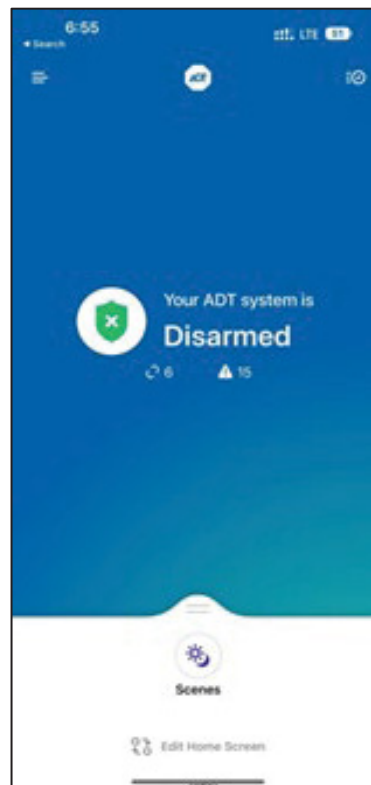 6:55
LTE
Search
ADT
Your ADT system is
Disarmed
6 15
Scenes
Edit Home Screen